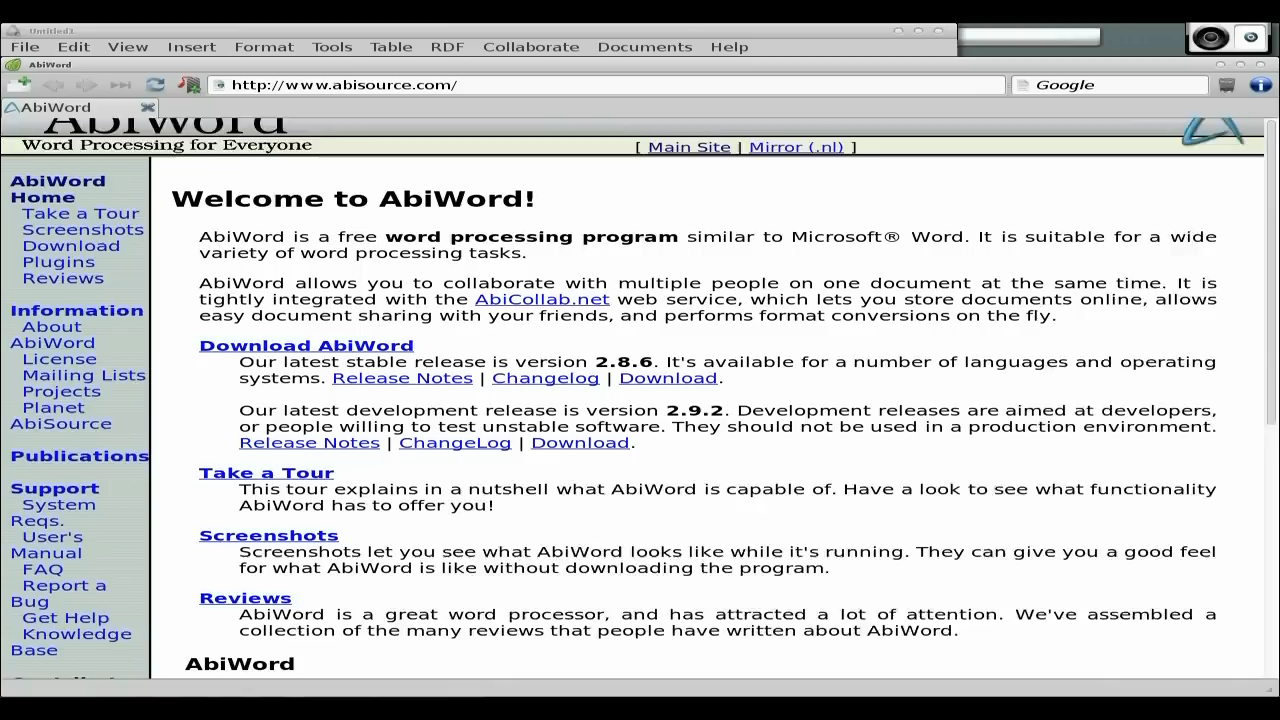 Untitled1
File Edit View Insert Format Tools Table RDF Collaborate Documents Help
AbiWord
http://www.abisource.com/
Google
AbiWord
AbiWord
Word Processing for Everyone
[ Main Site | Mirror (.nl) ]
AbiWord
Home
Take a Tour
Screenshots
Download
Plugins
Reviews
Information
About
AbiWord
License
Mailing Lists
Projects
Planet
AbiSource
Publications
Support
System
Reqs.
User's
Manual
FAQ
Report a
Bug
Get Help
Knowledge
Base
Welcome to AbiWord!
AbiWord is a free word processing program similar to Microsoft® Word. It is suitable for a wide
variety of word processing tasks.
AbiWord allows you to collaborate with multiple people on one document at the same time. It is
tightly integrated with the AbiCollab.net web service, which lets you store documents online, allows
easy document sharing with your friends, and performs format conversions on the fly.
Download AbiWord
Our latest stable release is version 2.8.6. It's available for a number of languages and operating
systems. Release Notes | Changelog | Download.
Our latest development release is version 2.9.2. Development releases are aimed at developers,
or people willing to test unstable software. They should not be used in a production environment.
Release Notes | ChangeLog | Download.
Take a Tour
This tour explains in a nutshell what AbiWord is capable of. Have a look to see what functionality
AbiWord has to offer you!
Screenshots
Screenshots let you see what AbiWord looks like while it's running. They can give you a good feel
for what AbiWord is like without downloading the program.
Reviews
AbiWord is a great word processor, and has attracted a lot of attention. We've assembled a
collection of the many reviews that people have written about AbiWord.
AbiWord